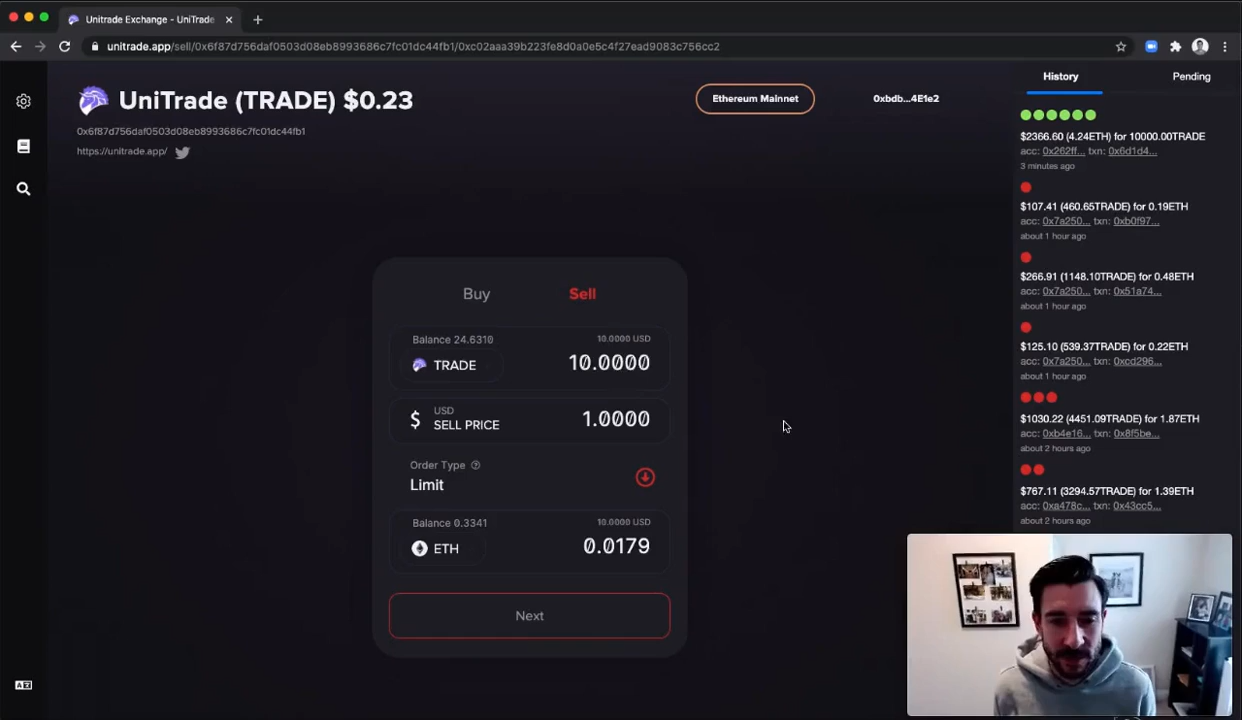 Unitrade Exchange - UniTrade
unitrade.app/sell/0x6f87d756daf0503d08eb8993686c7fc01dc44fb1/0xc02aaa39b223fe8d0a0e5c4f27ead9083c756cc2
UniTrade (TRADE) $0.23
0x6f87d756daf0503d08eb8993686c7fc01dc44fb1
https://unitrade.app/
Ethereum Mainnet
0xbdb...4E1e2
Buy
Sell
Balance 24.6310
10.0000 USD
TRADE
10.0000
$
USD
SELL PRICE
1.0000
Order Type ?
Limit
Balance 0.3341
10.0000 USD
ETH
0.0179
Next
History
Pending
$2366.60 (4.24ETH) for 10000.00TRADE
acc: 0x262ff... txn: 0x6d1d4...
3 minutes ago
$107.41 (460.65TRADE) for 0.19ETH
acc: 0x7a250... txn: 0xb0f97...
about 1 hour ago
$266.91 (1148.10TRADE) for 0.48ETH
acc: 0x7a250... txn: 0x51a74...
about 1 hour ago
$125.10 (539.37TRADE) for 0.22ETH
acc: 0x7a250... txn: 0xcd296...
about 1 hour ago
$1030.22 (4451.09TRADE) for 1.87ETH
acc: 0xb4e16... txn: 0x8f5be...
about 2 hours ago
$767.11 (3294.57TRADE) for 1.39ETH
acc: 0xa478c... txn: 0x43cc5...
about 2 hours ago